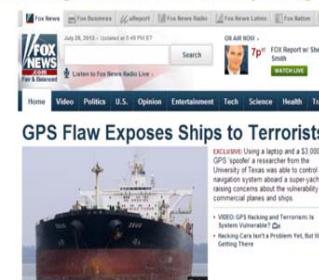 Fox News Fox Business uReport Fox News Radio Fox News Latino Fox Nation
July 26, 2013 - Updated at 5:49 PM ET
ON AIR NOW »
FOX
NEWS
.com
Fair & Balanced
Search
7p
FOX Report w/ She
Smith
WATCH LIVE
Listen to Fox News Radio Live ›
Home Video Politics U.S. Opinion Entertainment Tech Science Health
GPS Flaw Exposes Ships to Terrorists
EXCLUSIVE: Using a laptop and a $3,000
GPS 'spoofer' a researcher from the
University of Texas was able to control
navigation system aboard a super-yach
raising concerns about the vulnerability
commercial planes and ships.
• VIDEO: GPS Hacking and Terrorism: Is
System Vulnerable?
• Hacking Cars Isn't a Problem Yet, But
Getting There